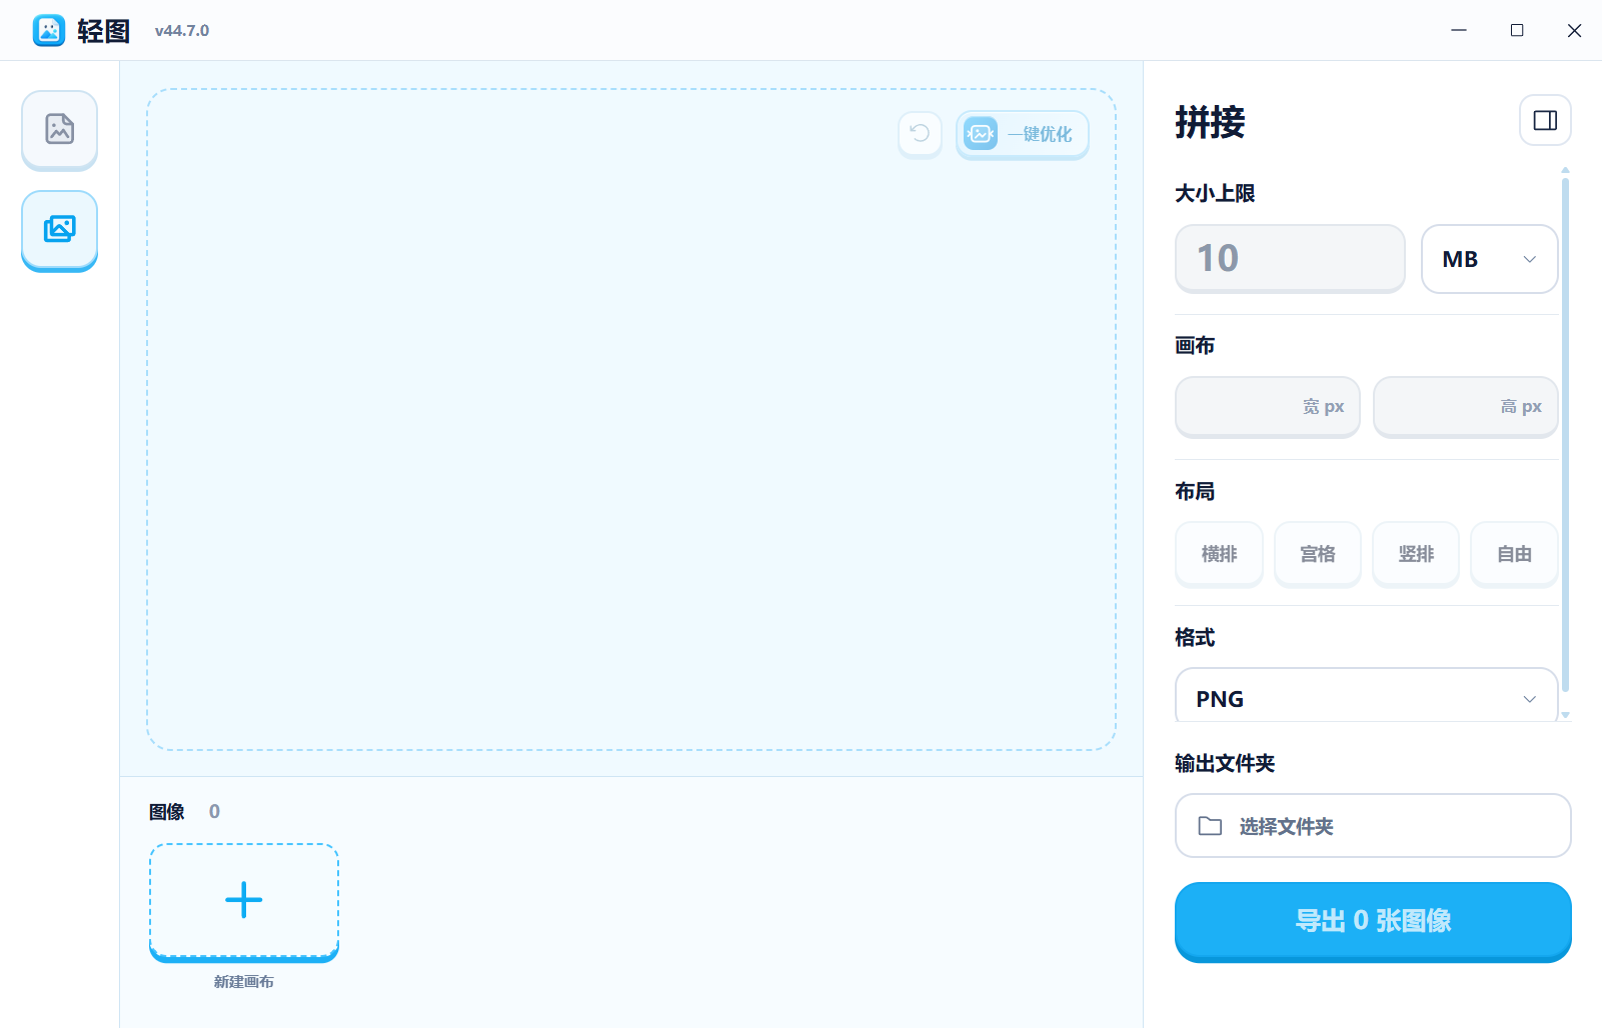 轻图 v44.7.0
一键优化
拼接
大小上限
10 MB
画布
宽 px 高 px
布局
横排 宫格 竖排 自由
格式
PNG
输出文件夹
选择文件夹
导出 0 张图像
图像 0
新建画布